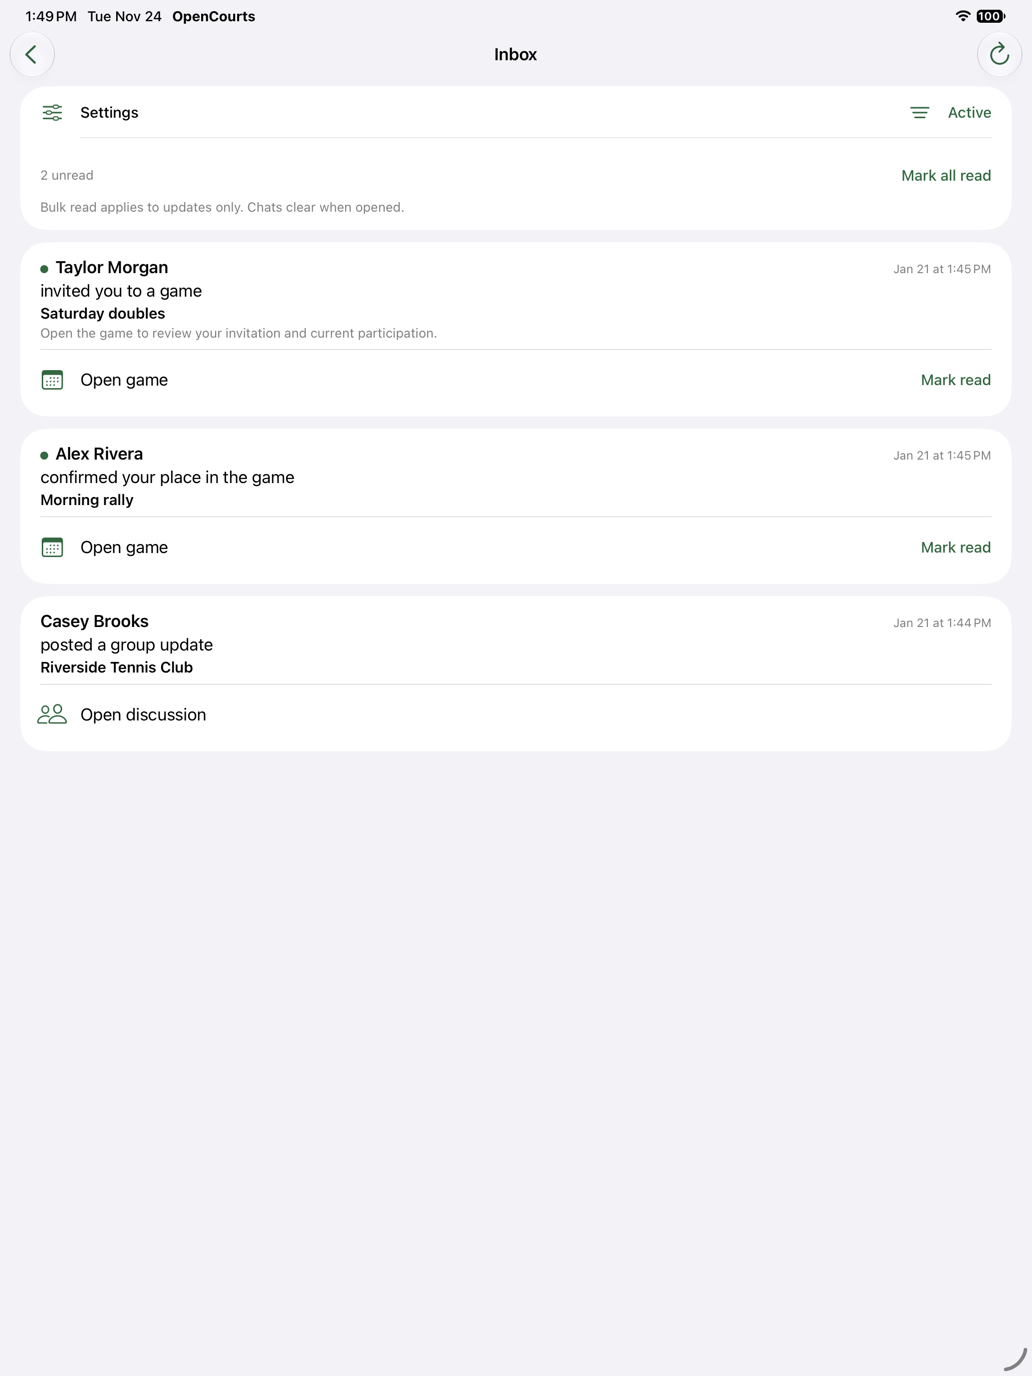 1:49 PM Tue Nov 24 OpenCourts 100
Inbox
Settings Active
2 unread Mark all read
Bulk read applies to updates only. Chats clear when opened.
Taylor Morgan Jan 21 at 1:45 PM
invited you to a game
Saturday doubles
Open the game to review your invitation and current participation.
Open game Mark read
Alex Rivera Jan 21 at 1:45 PM
confirmed your place in the game
Morning rally
Open game Mark read
Casey Brooks Jan 21 at 1:44 PM
posted a group update
Riverside Tennis Club
Open discussion